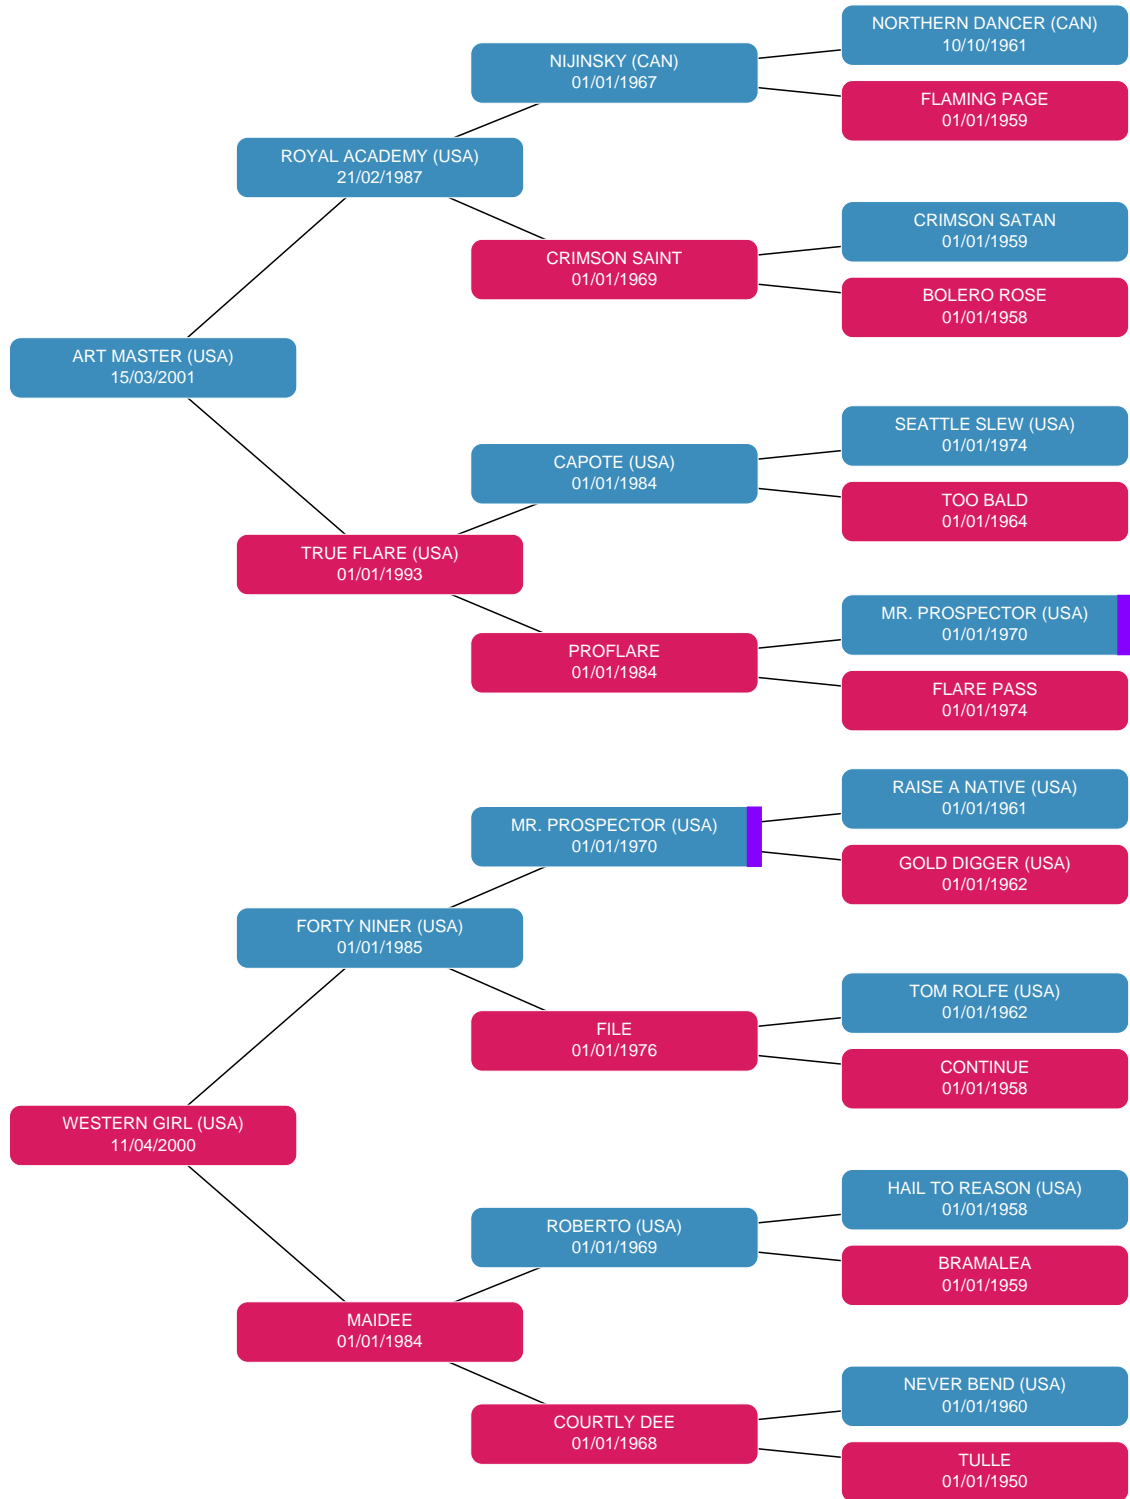 NORTHERN DANCER (CAN)
10/10/1961
NIJINSKY (CAN)
01/01/1967
FLAMING PAGE
01/01/1959
ROYAL ACADEMY (USA)
21/02/1987
CRIMSON SATAN
01/01/1959
CRIMSON SAINT
01/01/1969
BOLERO ROSE
01/01/1958
ART MASTER (USA)
15/03/2001
SEATTLE SLEW (USA)
01/01/1974
CAPOTE (USA)
01/01/1984
TOO BALD
01/01/1964
TRUE FLARE (USA)
01/01/1993
MR. PROSPECTOR (USA)
01/01/1970
PROFLARE
01/01/1984
FLARE PASS
01/01/1974
RAISE A NATIVE (USA)
01/01/1961
MR. PROSPECTOR (USA)
01/01/1970
GOLD DIGGER (USA)
01/01/1962
FORTY NINER (USA)
01/01/1985
TOM ROLFE (USA)
01/01/1962
FILE
01/01/1976
CONTINUE
01/01/1958
WESTERN GIRL (USA)
11/04/2000
HAIL TO REASON (USA)
01/01/1958
ROBERTO (USA)
01/01/1969
BRAMALEA
01/01/1959
MAIDEE
01/01/1984
NEVER BEND (USA)
01/01/1960
COURTLY DEE
01/01/1968
TULLE
01/01/1950